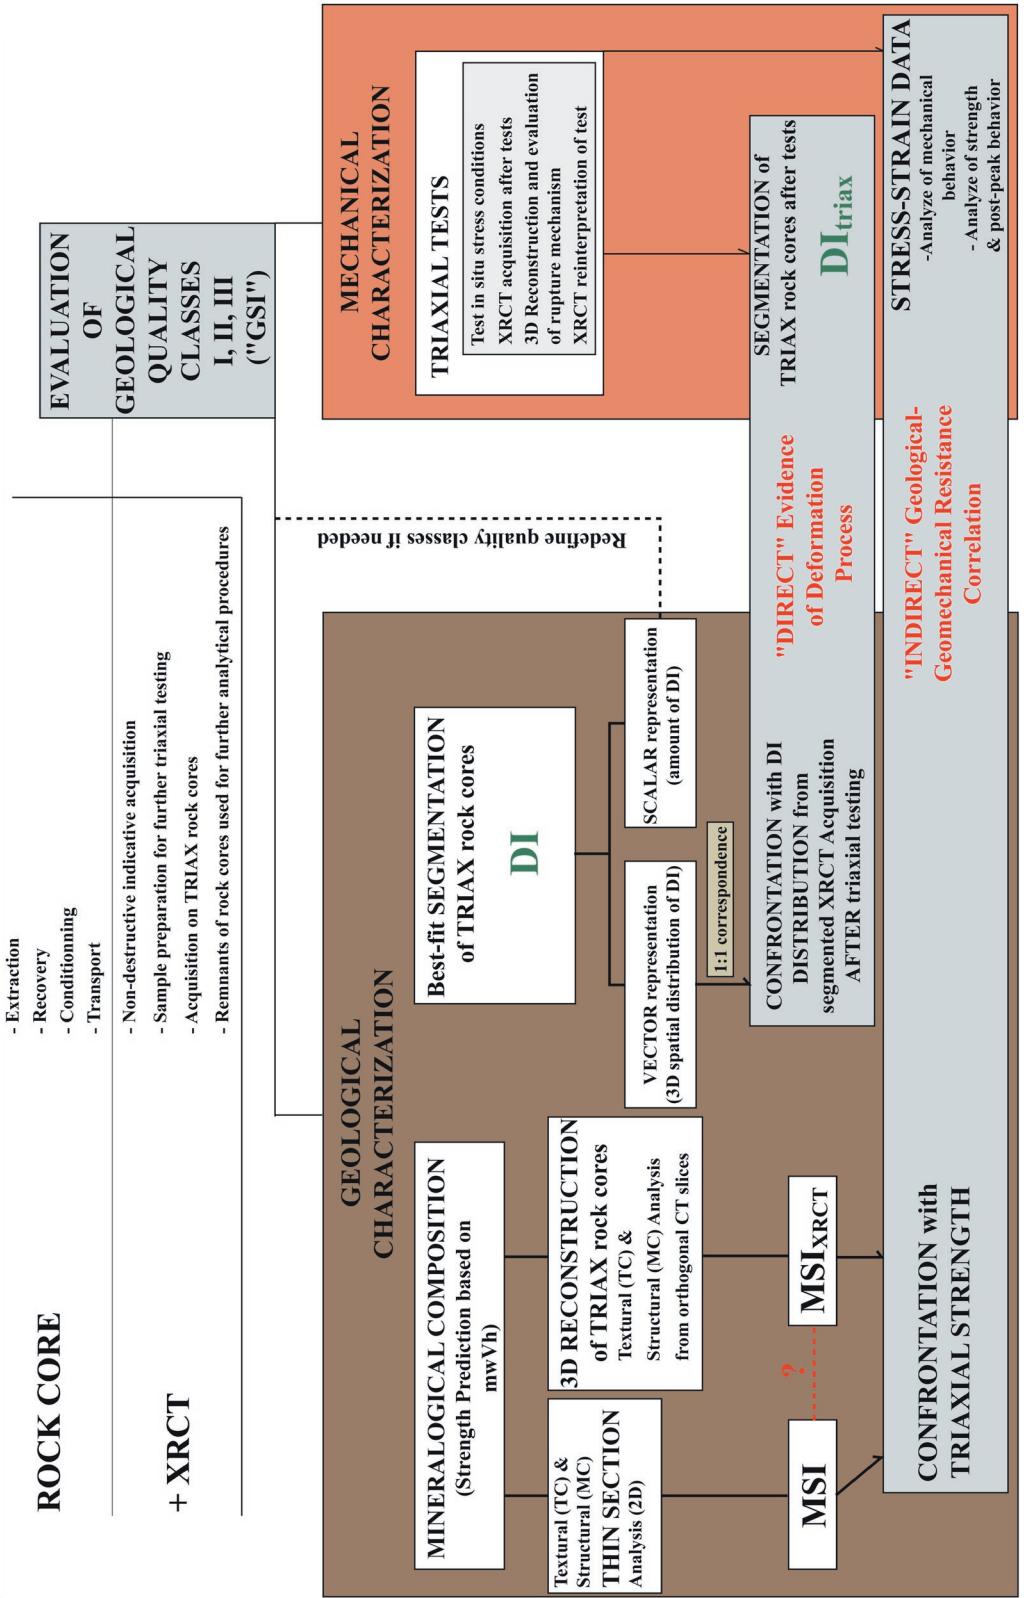 ROCK CORE
- Extraction
- Recovery
- Conditionning
- Transport
+ XRCT
- Non-destructive indicative acquisition
- Sample preparation for further triaxial testing
- Acquisition on TRIAX rock cores
- Remnants of rock cores used for further analytical procedures
EVALUATION
OF
GEOLOGICAL
QUALITY
CLASSES
I, II, III
("GSI")
Redefine quality classes if needed
GEOLOGICAL
CHARACTERIZATION
MINERALOGICAL COMPOSITION
(Strength Prediction based on
mwVh)
Textural (TC) &
Structural (MC)
THIN SECTION
Analysis (2D)
3D RECONSTRUCTION
of TRIAX rock cores
Textural (TC) &
Structural (MC) Analysis
from orthogonal CT slices
MSI
?
MSIXRCT
Best-fit SEGMENTATION
of TRIAX rock cores
DI
VECTOR representation
(3D spatial distribution of DI)
SCALAR representation
(amount of DI)
1:1 correspondence
MECHANICAL
CHARACTERIZATION
TRIAXIAL TESTS
Test in situ stress conditions
XRCT acquisition after tests
3D Reconstruction and evaluation
of rupture mechanism
XRCT reinterpretation of test
CONFRONTATION with DI
DISTRIBUTION from
segmented XRCT Acquisition
AFTER triaxial testing
"DIRECT" Evidence
of Deformation
Process
SEGMENTATION of
TRIAX rock cores after tests
DItriax
CONFRONTATION with
TRIAXIAL STRENGTH
"INDIRECT" Geological-
Geomechanical Resistance
Correlation
STRESS-STRAIN DATA
-Analyze of mechanical
behavior
- Analyze of strength
& post-peak behavior